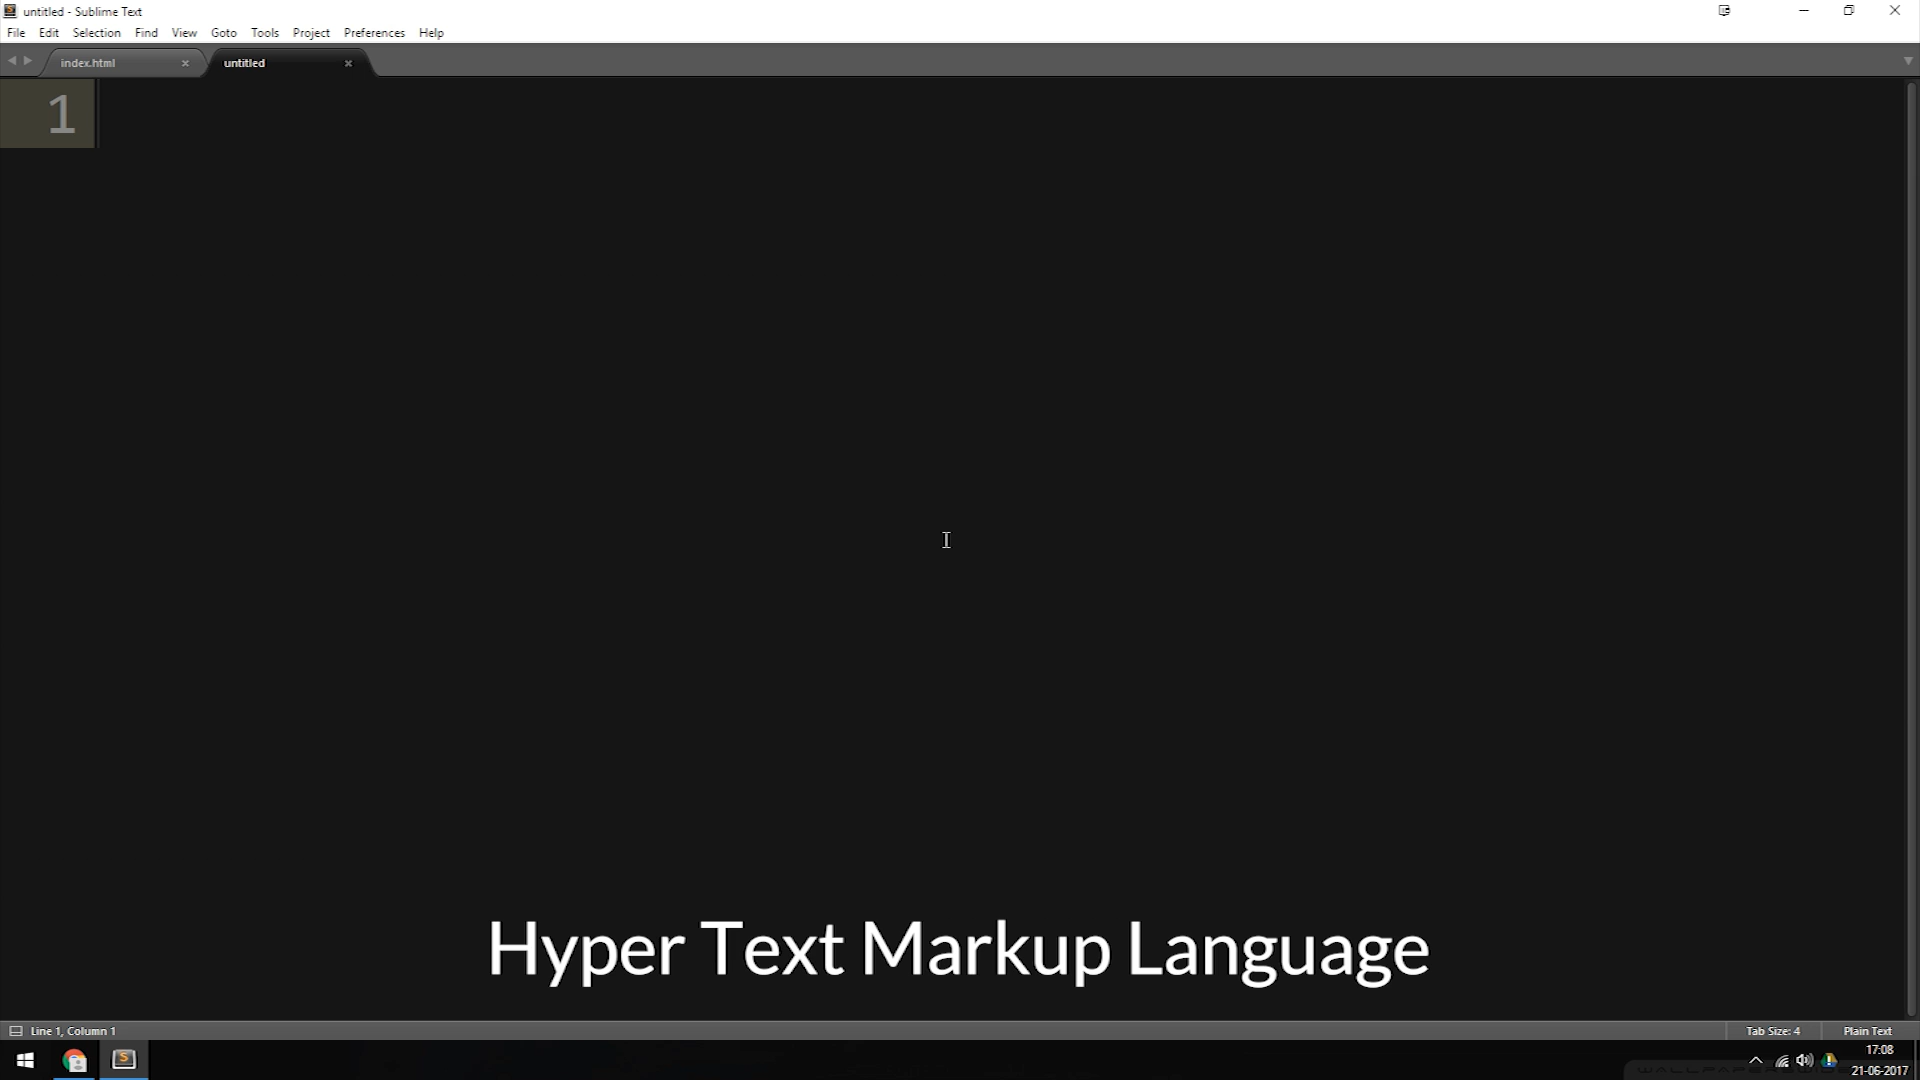 untitled - Sublime Text
File Edit Selection Find View Goto Tools Project Preferences Help
index.html untitled
1
Hyper Text Markup Language
Line 1, Column 1 Tab Size: 4 Plain Text
17:08
21-06-2017